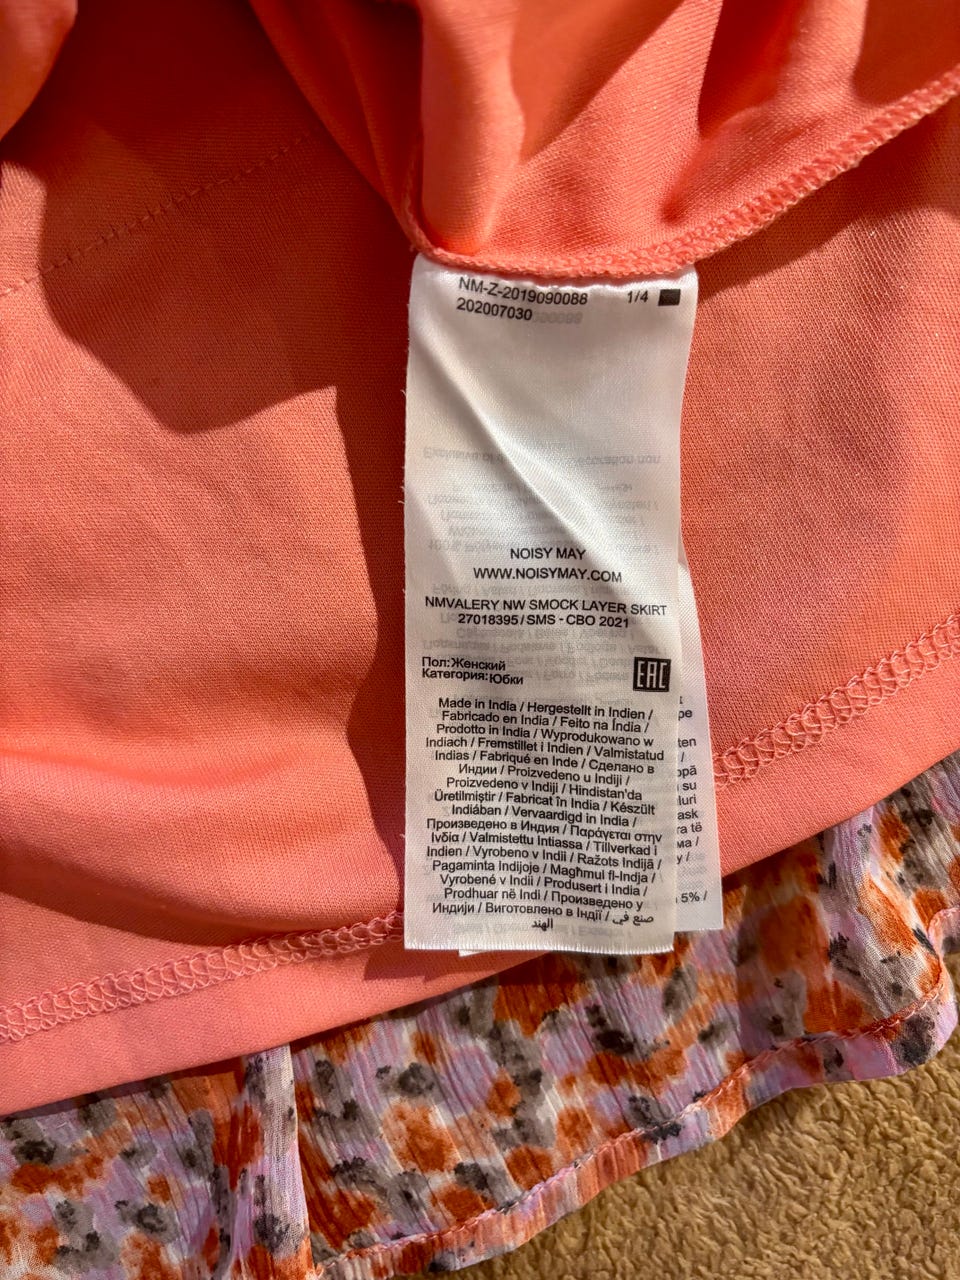 NM-Z-2019090088 1/4
202007030
NOISY MAY
WWW.NOISYMAY.COM
NMVALERY NW SMOCK LAYER SKIRT
27018395/SMS - CBO 2021
Пол:Женский
Категория:Юбки
EAC
Made in India / Hergestellt in Indien /
Fabricado en India / Feito na Índia /
Prodotto in India / Wyprodukowano w
Indiach / Fremstillet i Indien / Valmistatud
Indias / Fabriqué en Inde / Сделано в
Индии / Proizvedeno u Indiji /
Proizvedeno v Indiji / Hindistan'da
Üretilmiştir / Fabricat în India / Készült
Indiában / Vervaardigd in India /
Произведено в Индия / Παράγεται στην
Ινδία / Valmistettu Intiassa / Tillverkad i
Indien / Vyrobeno v Indii / Ražots Indijā /
Pagaminta Indijoje / Magħmul fl-Indja /
Vyrobené v Indii / Produsert i India /
Prodhuar në Indi / Произведено у
Индији / Виготовлено в Індії / صنع في
الهند
5% /